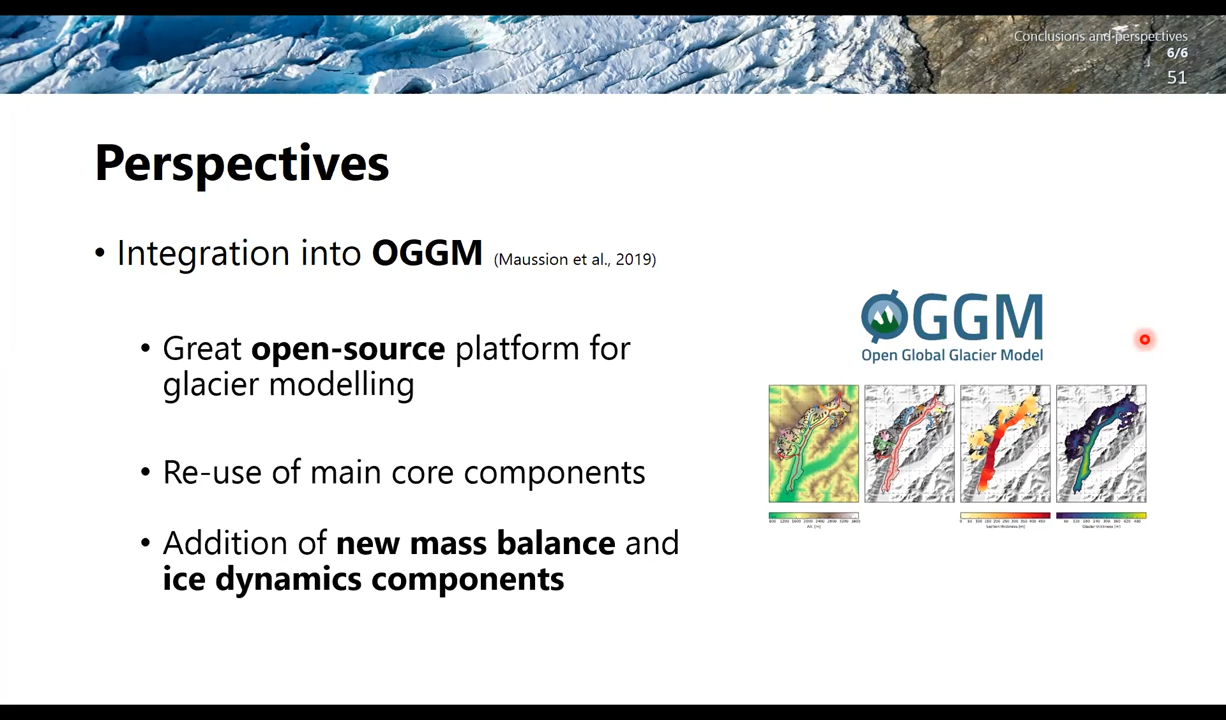 Conclusions and perspectives
6/6
51
Perspectives
• Integration into OGGM (Maussion et al., 2019)
• Great open-source platform for
glacier modelling
• Re-use of main core components
• Addition of new mass balance and
ice dynamics components
OGGM
Open Global Glacier Model